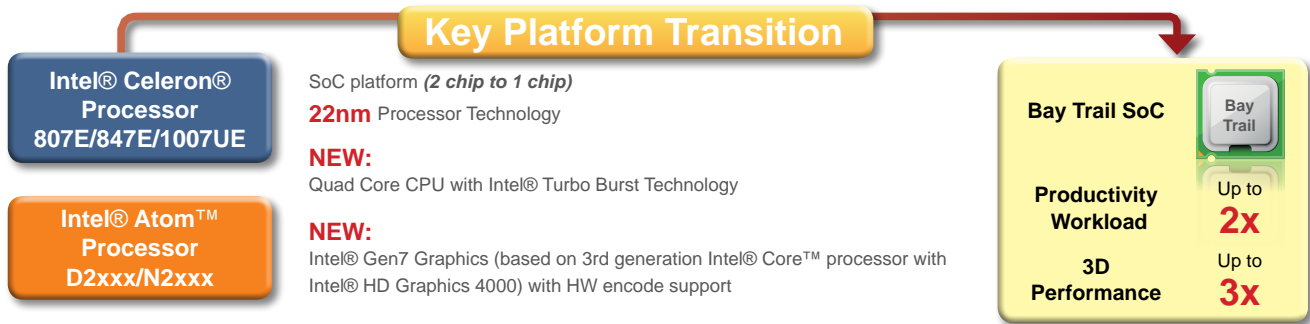 Key Platform Transition
Intel® Celeron®
Processor
807E/847E/1007UE
Intel® Atom™
Processor
D2xxx/N2xxx
SoC platform (2 chip to 1 chip)
22nm Processor Technology
NEW:
Quad Core CPU with Intel® Turbo Burst Technology
NEW:
Intel® Gen7 Graphics (based on 3rd generation Intel® Core™ processor with
Intel® HD Graphics 4000) with HW encode support
Bay Trail SoC
Bay
Trail
Productivity
Workload
Up to
2x
3D
Performance
Up to
3x